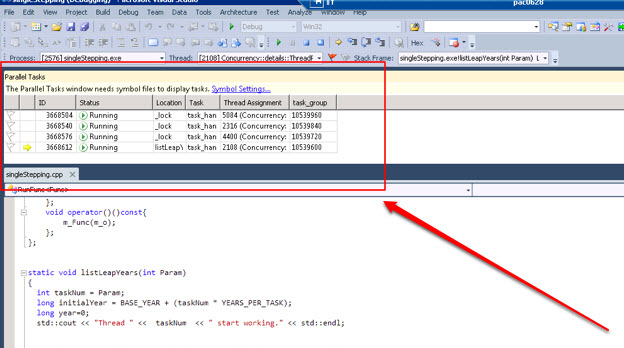 singleStepping (Debugging) - Microsoft Visual Studio
pac0628
File Edit View Project Build Debug Team Data Tools Architecture Test Analyze Window Help
Debug Win32
Hex
Process: [2576] singleStepping.exe Thread: [2108] Concurrency::details::ThreadP Stack Frame: singleStepping.exe!listLeapYears(int Param) L
Parallel Tasks
The Parallel Tasks window needs symbol files to display tasks. Symbol Settings...
ID Status Location Task Thread Assignment task_group
3668504 Running _lock task_han 5084 (Concurrency: 10539960
3668540 Running _lock task_han 2316 (Concurrency: 10539840
3668576 Running _lock task_han 4400 (Concurrency: 10539720
3668612 Running listLeapY task_han 2108 (Concurrency: 10539600
singleStepping.cpp
RunFunc<Func>
};
void operator()()const{
m_Func(m_o);
};
};
static void listLeapYears(int Param)
{
int taskNum = Param;
long initialYear = BASE_YEAR + (taskNum * YEARS_PER_TASK);
long year=0;
std::cout << "Thread " << taskNum << " start working." << std::endl;